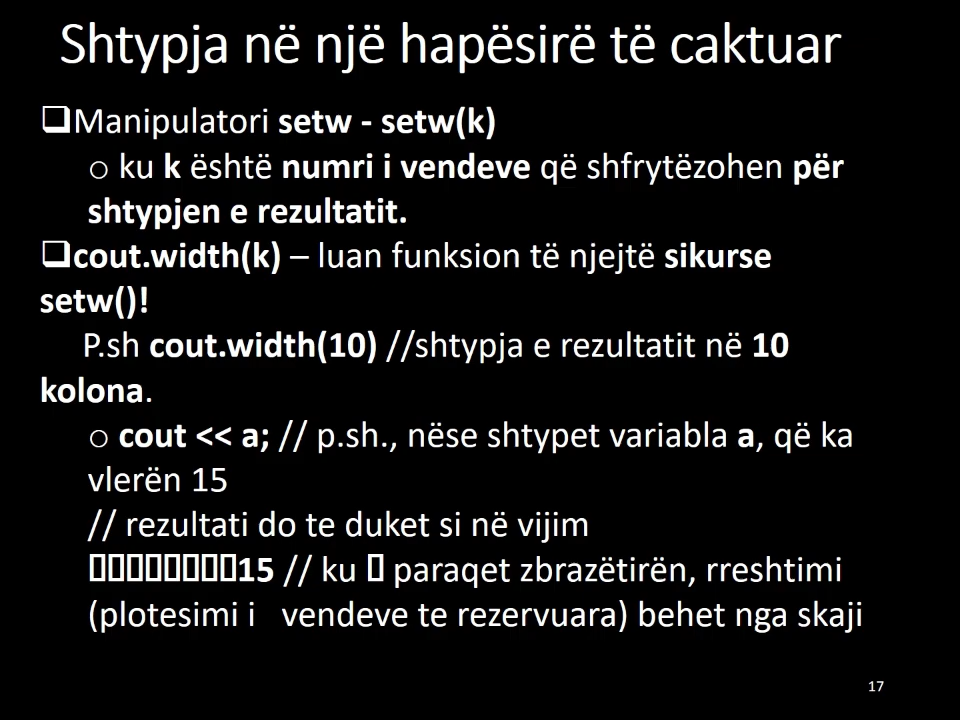 Shtypja në një hapësirë të caktuar
❑Manipulatori setw - setw(k)
o ku k është numri i vendeve që shfrytëzohen për
shtypjen e rezultatit.
❑cout.width(k) – luan funksion të njejtë sikurse
setw()!
P.sh cout.width(10) //shtypja e rezultatit në 10
kolona.
o cout << a; // p.sh., nëse shtypet variabla a, që ka
vlerën 15
// rezultati do te duket si në vijim
▯▯▯▯▯▯▯▯15 // ku ▯ paraqet zbrazëtirën, rreshtimi
(plotesimi i vendeve te rezervuara) behet nga skaji
17